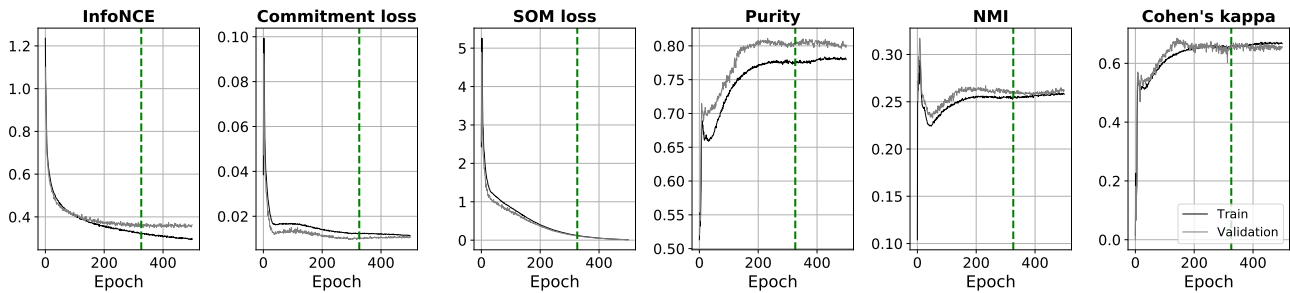 InfoNCE
1.2
1.0
0.8
0.6
0.4
0 200 400
Epoch
Commitment loss
0.10
0.08
0.06
0.04
0.02
0 200 400
Epoch
SOM loss
5
4
3
2
1
0
0 200 400
Epoch
Purity
0.80
0.75
0.70
0.65
0.60
0.55
0.50
0 200 400
Epoch
NMI
0.30
0.25
0.20
0.15
0.10
0 200 400
Epoch
Cohen's kappa
0.6
0.4
0.2
0.0
Train
Validation
0 200 400
Epoch